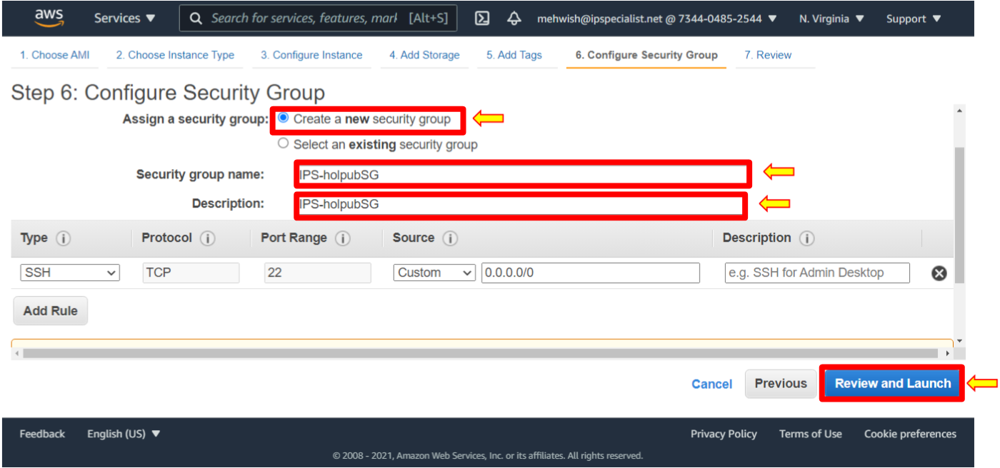 aws Services Search for services, features, mark [Alt+S] mehwish@ipspecialist.net @ 7344-0485-2544 N. Virginia Support
1. Choose AMI 2. Choose Instance Type 3. Configure Instance 4. Add Storage 5. Add Tags 6. Configure Security Group 7. Review
Step 6: Configure Security Group
Assign a security group: Create a new security group
Select an existing security group
Security group name: IPS-holpubSG
Description: IPS-holpubSG
Type i Protocol i Port Range i Source i Description i
SSH TCP 22 Custom 0.0.0.0/0 e.g. SSH for Admin Desktop
Add Rule
Cancel Previous Review and Launch
Feedback English (US) Privacy Policy Terms of Use Cookie preferences
© 2008 - 2021, Amazon Web Services, Inc. or its affiliates. All rights reserved.